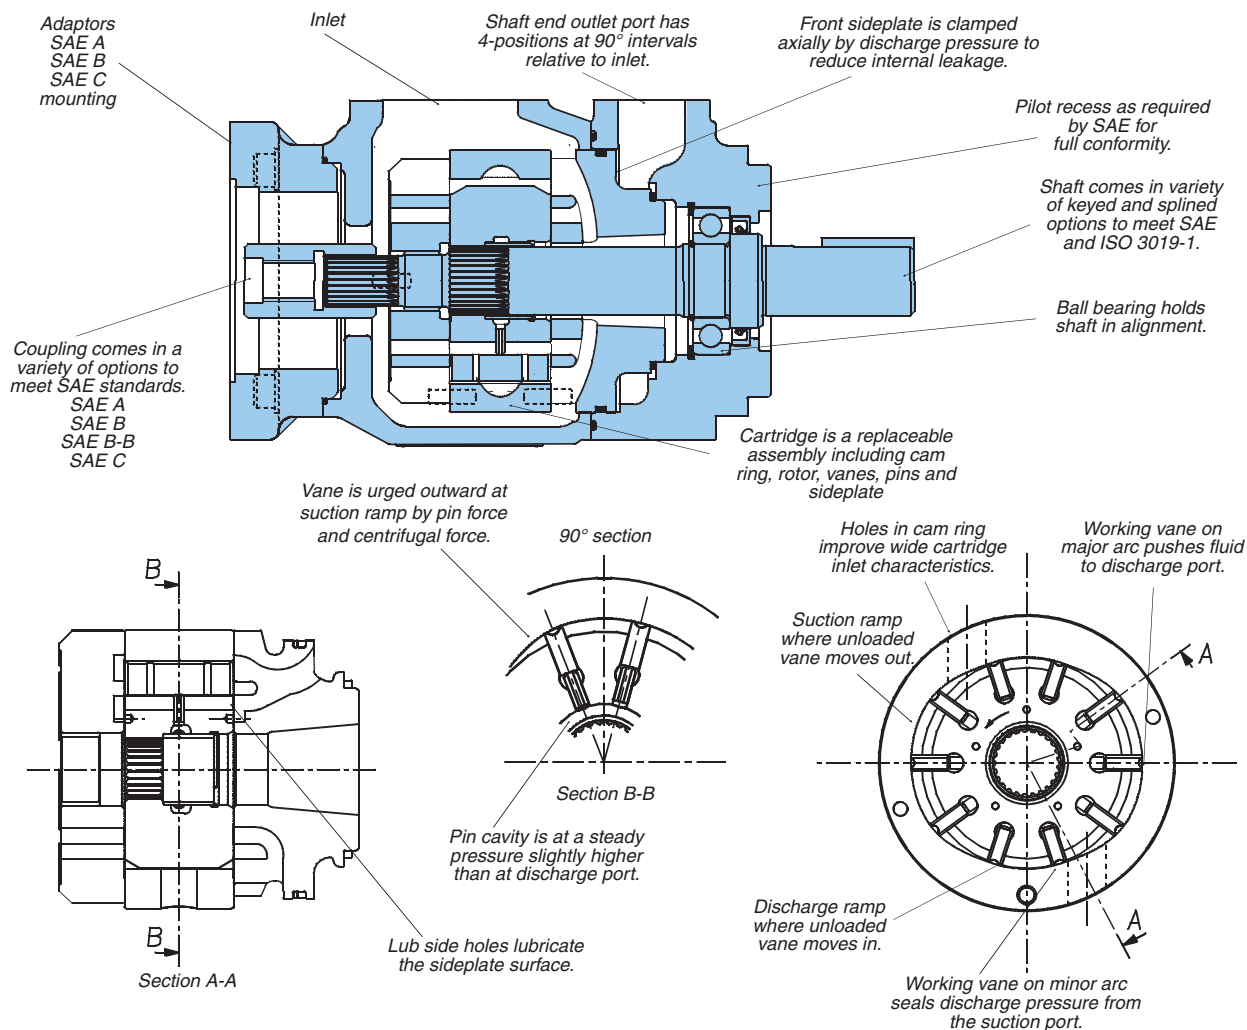 Adaptors
SAE A
SAE B
SAE C
mounting
Inlet
Shaft end outlet port has
4-positions at 90° intervals
relative to inlet.
Front sideplate is clamped
axially by discharge pressure to
reduce internal leakage.
Pilot recess as required
by SAE for
full conformity.
Shaft comes in variety
of keyed and splined
options to meet SAE
and ISO 3019-1.
Ball bearing holds
shaft in alignment.
Coupling comes in a
variety of options to
meet SAE standards.
SAE A
SAE B
SAE B-B
SAE C
Cartridge is a replaceable
assembly including cam
ring, rotor, vanes, pins and
sideplate
Vane is urged outward at
suction ramp by pin force
and centrifugal force.
90° section
Holes in cam ring
improve wide cartridge
inlet characteristics.
Working vane on
major arc pushes fluid
to discharge port.
Suction ramp
where unloaded
vane moves out.
B
A
Section B-B
Pin cavity is at a steady
pressure slightly higher
than at discharge port.
Discharge ramp
where unloaded
vane moves in.
A
B
Lub side holes lubricate
the sideplate surface.
Section A-A
Working vane on minor arc
seals discharge pressure from
the suction port.